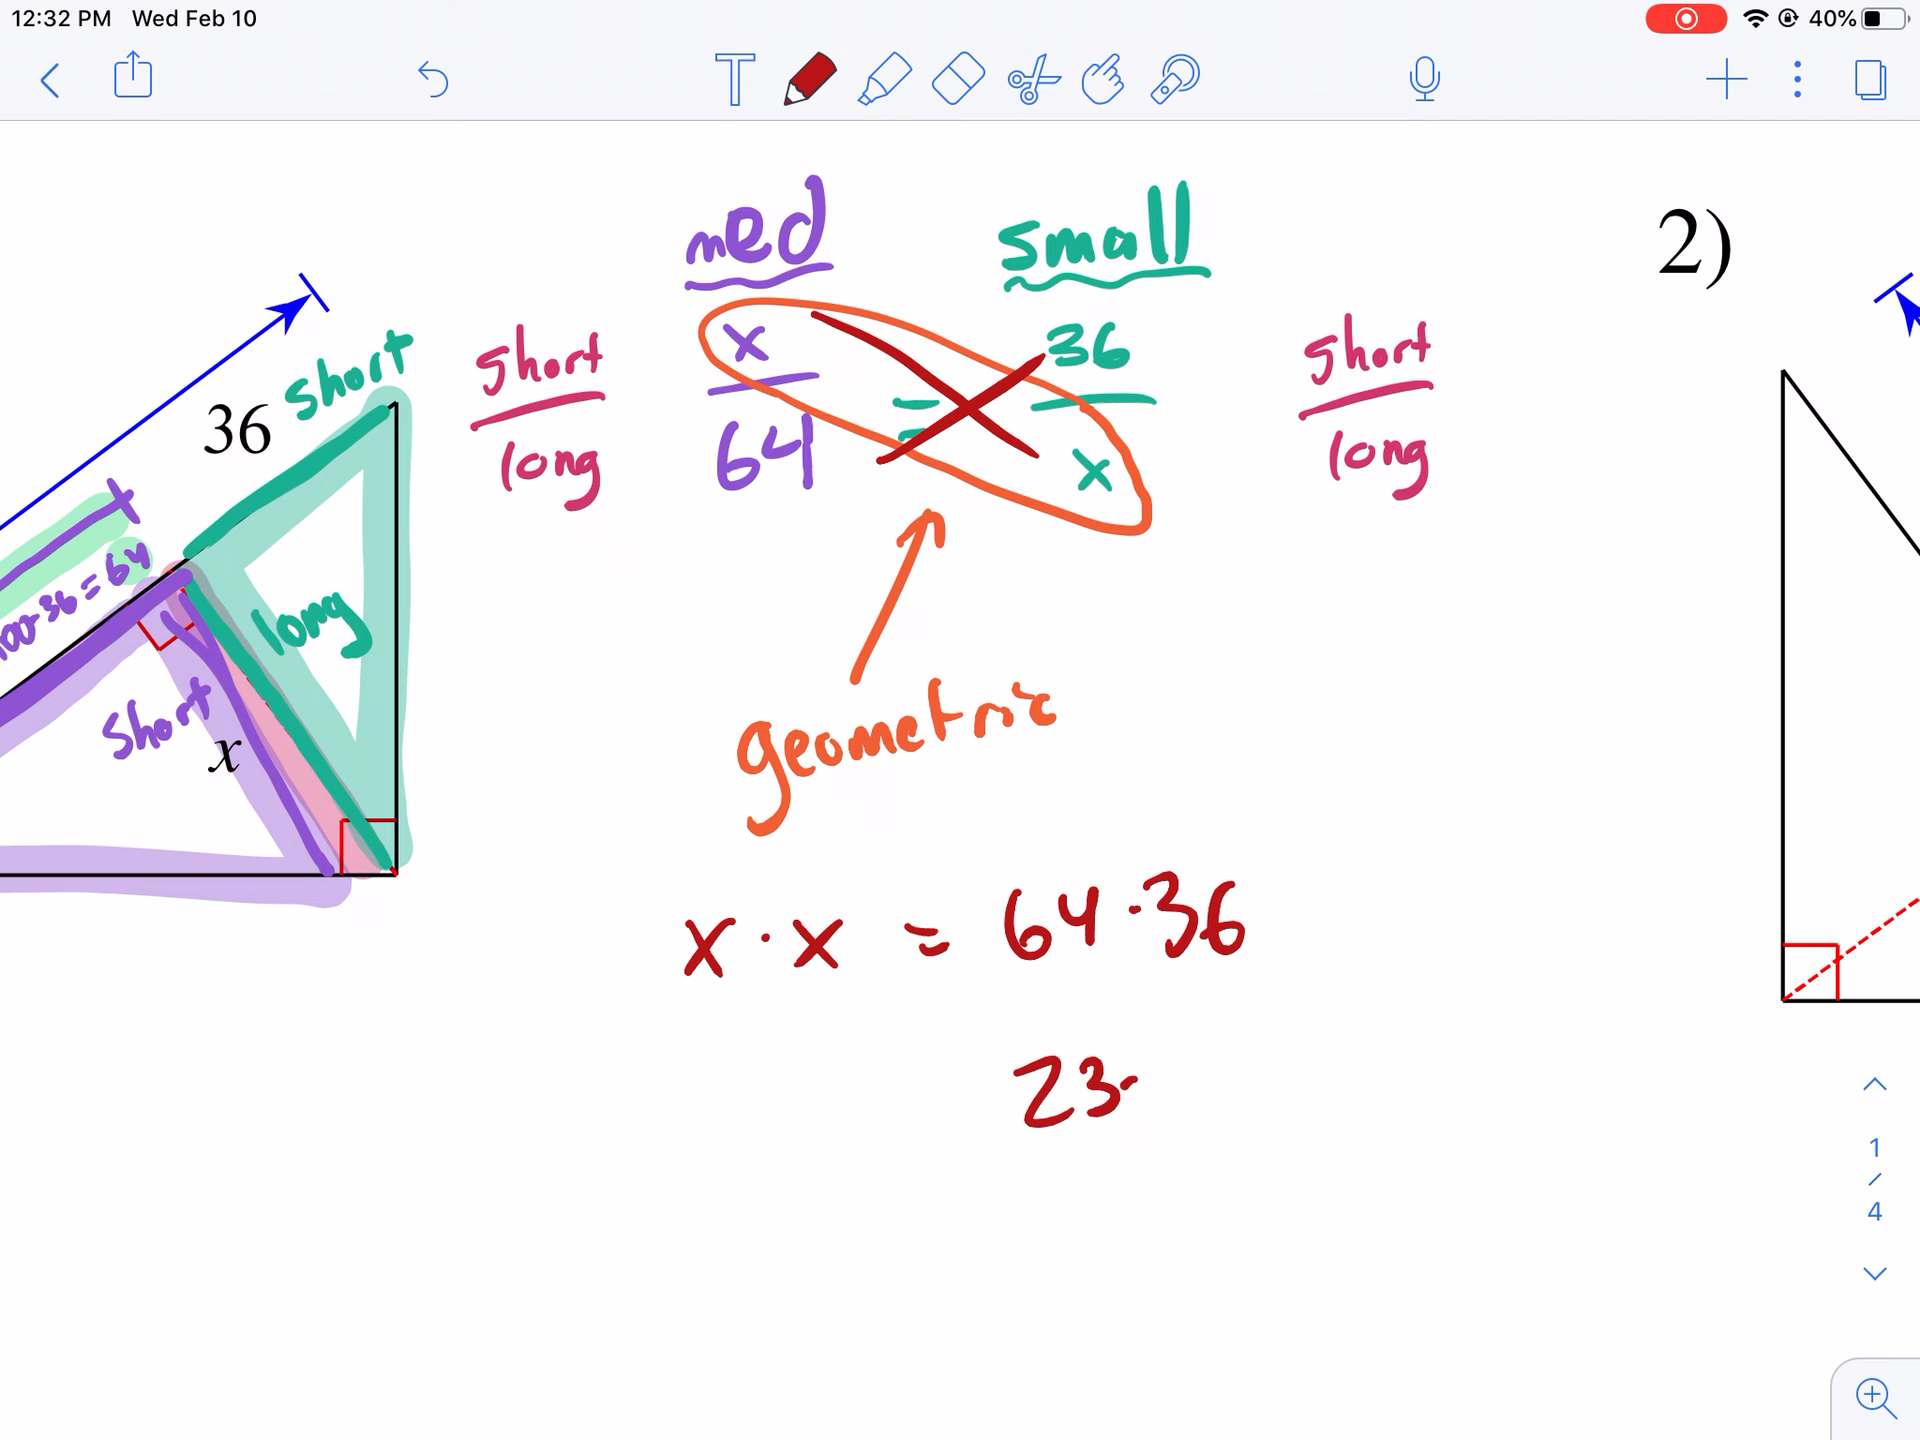 12:32 PM Wed Feb 10
40%
med small
2)
short
36
short x 36 short
long 64 = x long
00-36=64
long
short
x
geometric
x · x = 64·36
23
1
/
4